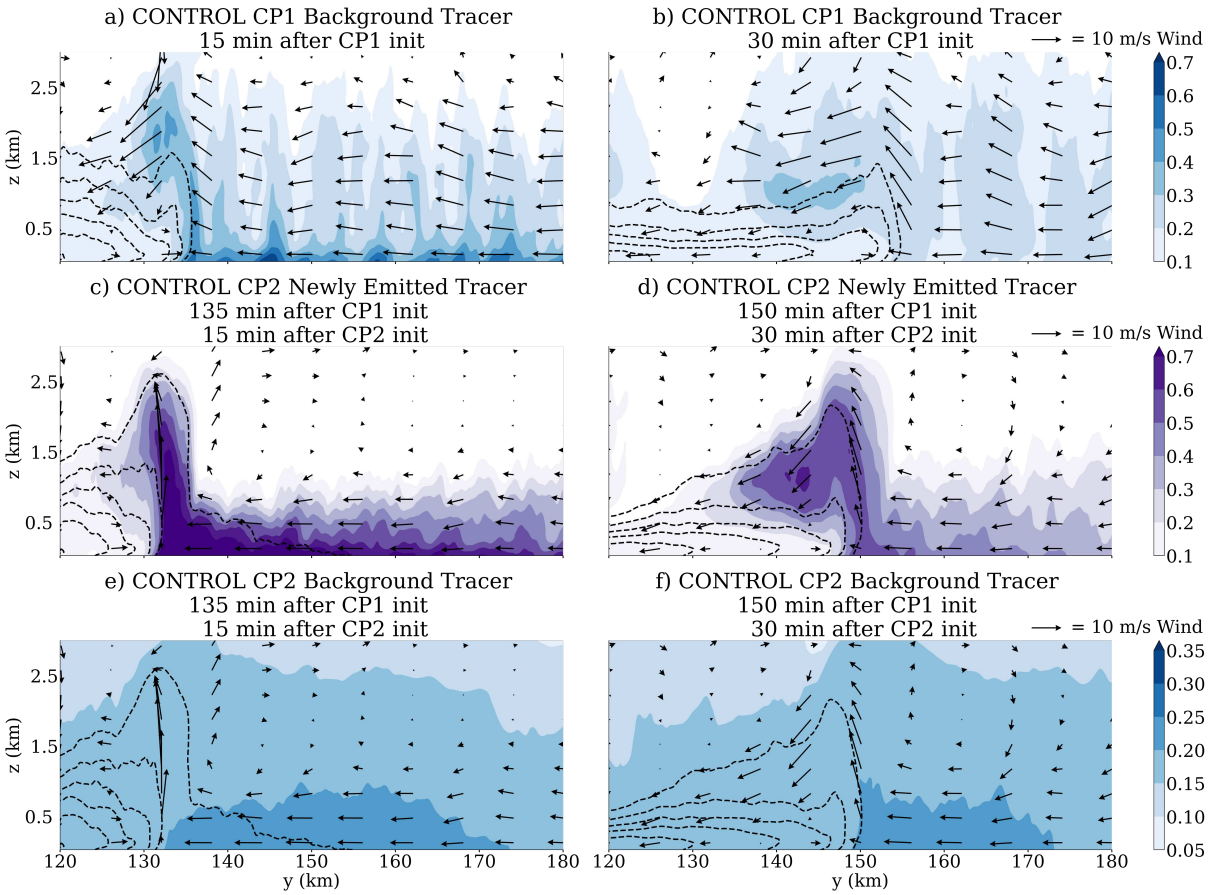 a) CONTROL CP1 Background Tracer
15 min after CP1 init
b) CONTROL CP1 Background Tracer
30 min after CP1 init
= 10 m/s Wind
z (km)
2.5
1.5
0.5
120 130 140 150 160 170 180
0.7
0.6
0.5
0.4
0.3
0.2
0.1
c) CONTROL CP2 Newly Emitted Tracer
135 min after CP1 init
15 min after CP2 init
d) CONTROL CP2 Newly Emitted Tracer
150 min after CP1 init
30 min after CP2 init
= 10 m/s Wind
z (km)
2.5
1.5
0.5
0.7
0.6
0.5
0.4
0.3
0.2
0.1
e) CONTROL CP2 Background Tracer
135 min after CP1 init
15 min after CP2 init
f) CONTROL CP2 Background Tracer
150 min after CP1 init
30 min after CP2 init
= 10 m/s Wind
z (km)
2.5
1.5
0.5
0.35
0.30
0.25
0.20
0.15
0.10
0.05
120 130 140 150 160 170 180
y (km)
120 130 140 150 160 170 180
y (km)